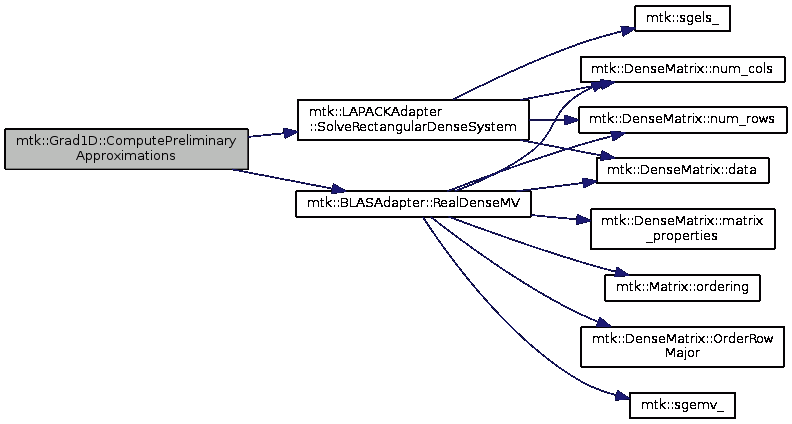 mtk::Grad1D::ComputePreliminary
Approximations
mtk::LAPACKAdapter
::SolveRectangularDenseSystem
mtk::BLASAdapter::RealDenseMV
mtk::sgels_
mtk::DenseMatrix::num_cols
mtk::DenseMatrix::num_rows
mtk::DenseMatrix::data
mtk::DenseMatrix::matrix
_properties
mtk::Matrix::ordering
mtk::DenseMatrix::OrderRow
Major
mtk::sgemv_